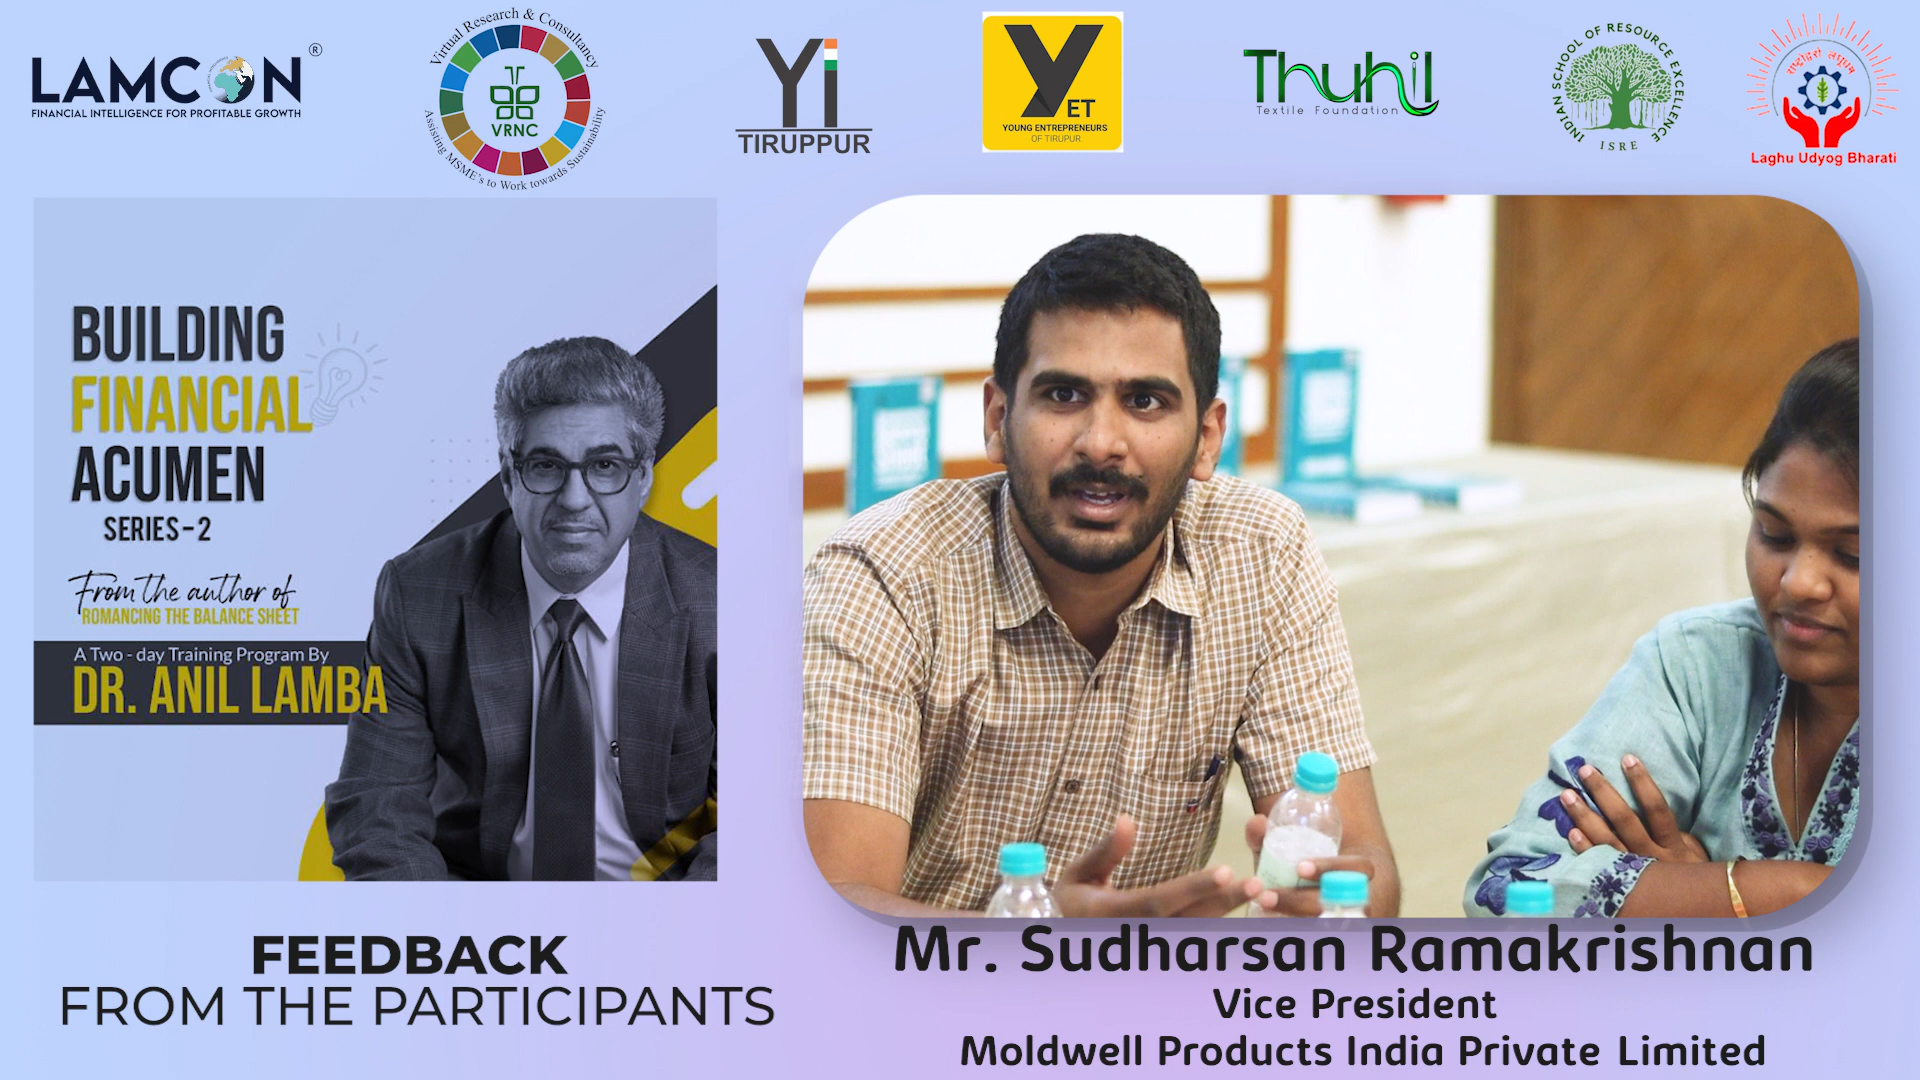 LAMCON®
FINANCIAL INTELLIGENCE FOR PROFITABLE GROWTH
Virtual Research & Consultancy
VRNC
Assisting MSME's to Work towards Sustainability
Yi
TIRUPPUR
YET
YOUNG ENTREPRENEURS
OF TIRUPUR
Thuhil
Textile Foundation
INDIAN SCHOOL OF RESOURCE EXCELLENCE
ISRE
Laghu Udyog Bharati
BUILDING
FINANCIAL
ACUMEN
SERIES - 2
From the author of
ROMANCING THE BALANCE SHEET
A Two - day Training Program By
DR. ANIL LAMBA
FEEDBACK
FROM THE PARTICIPANTS
Mr. Sudharsan Ramakrishnan
Vice President
Moldwell Products India Private Limited